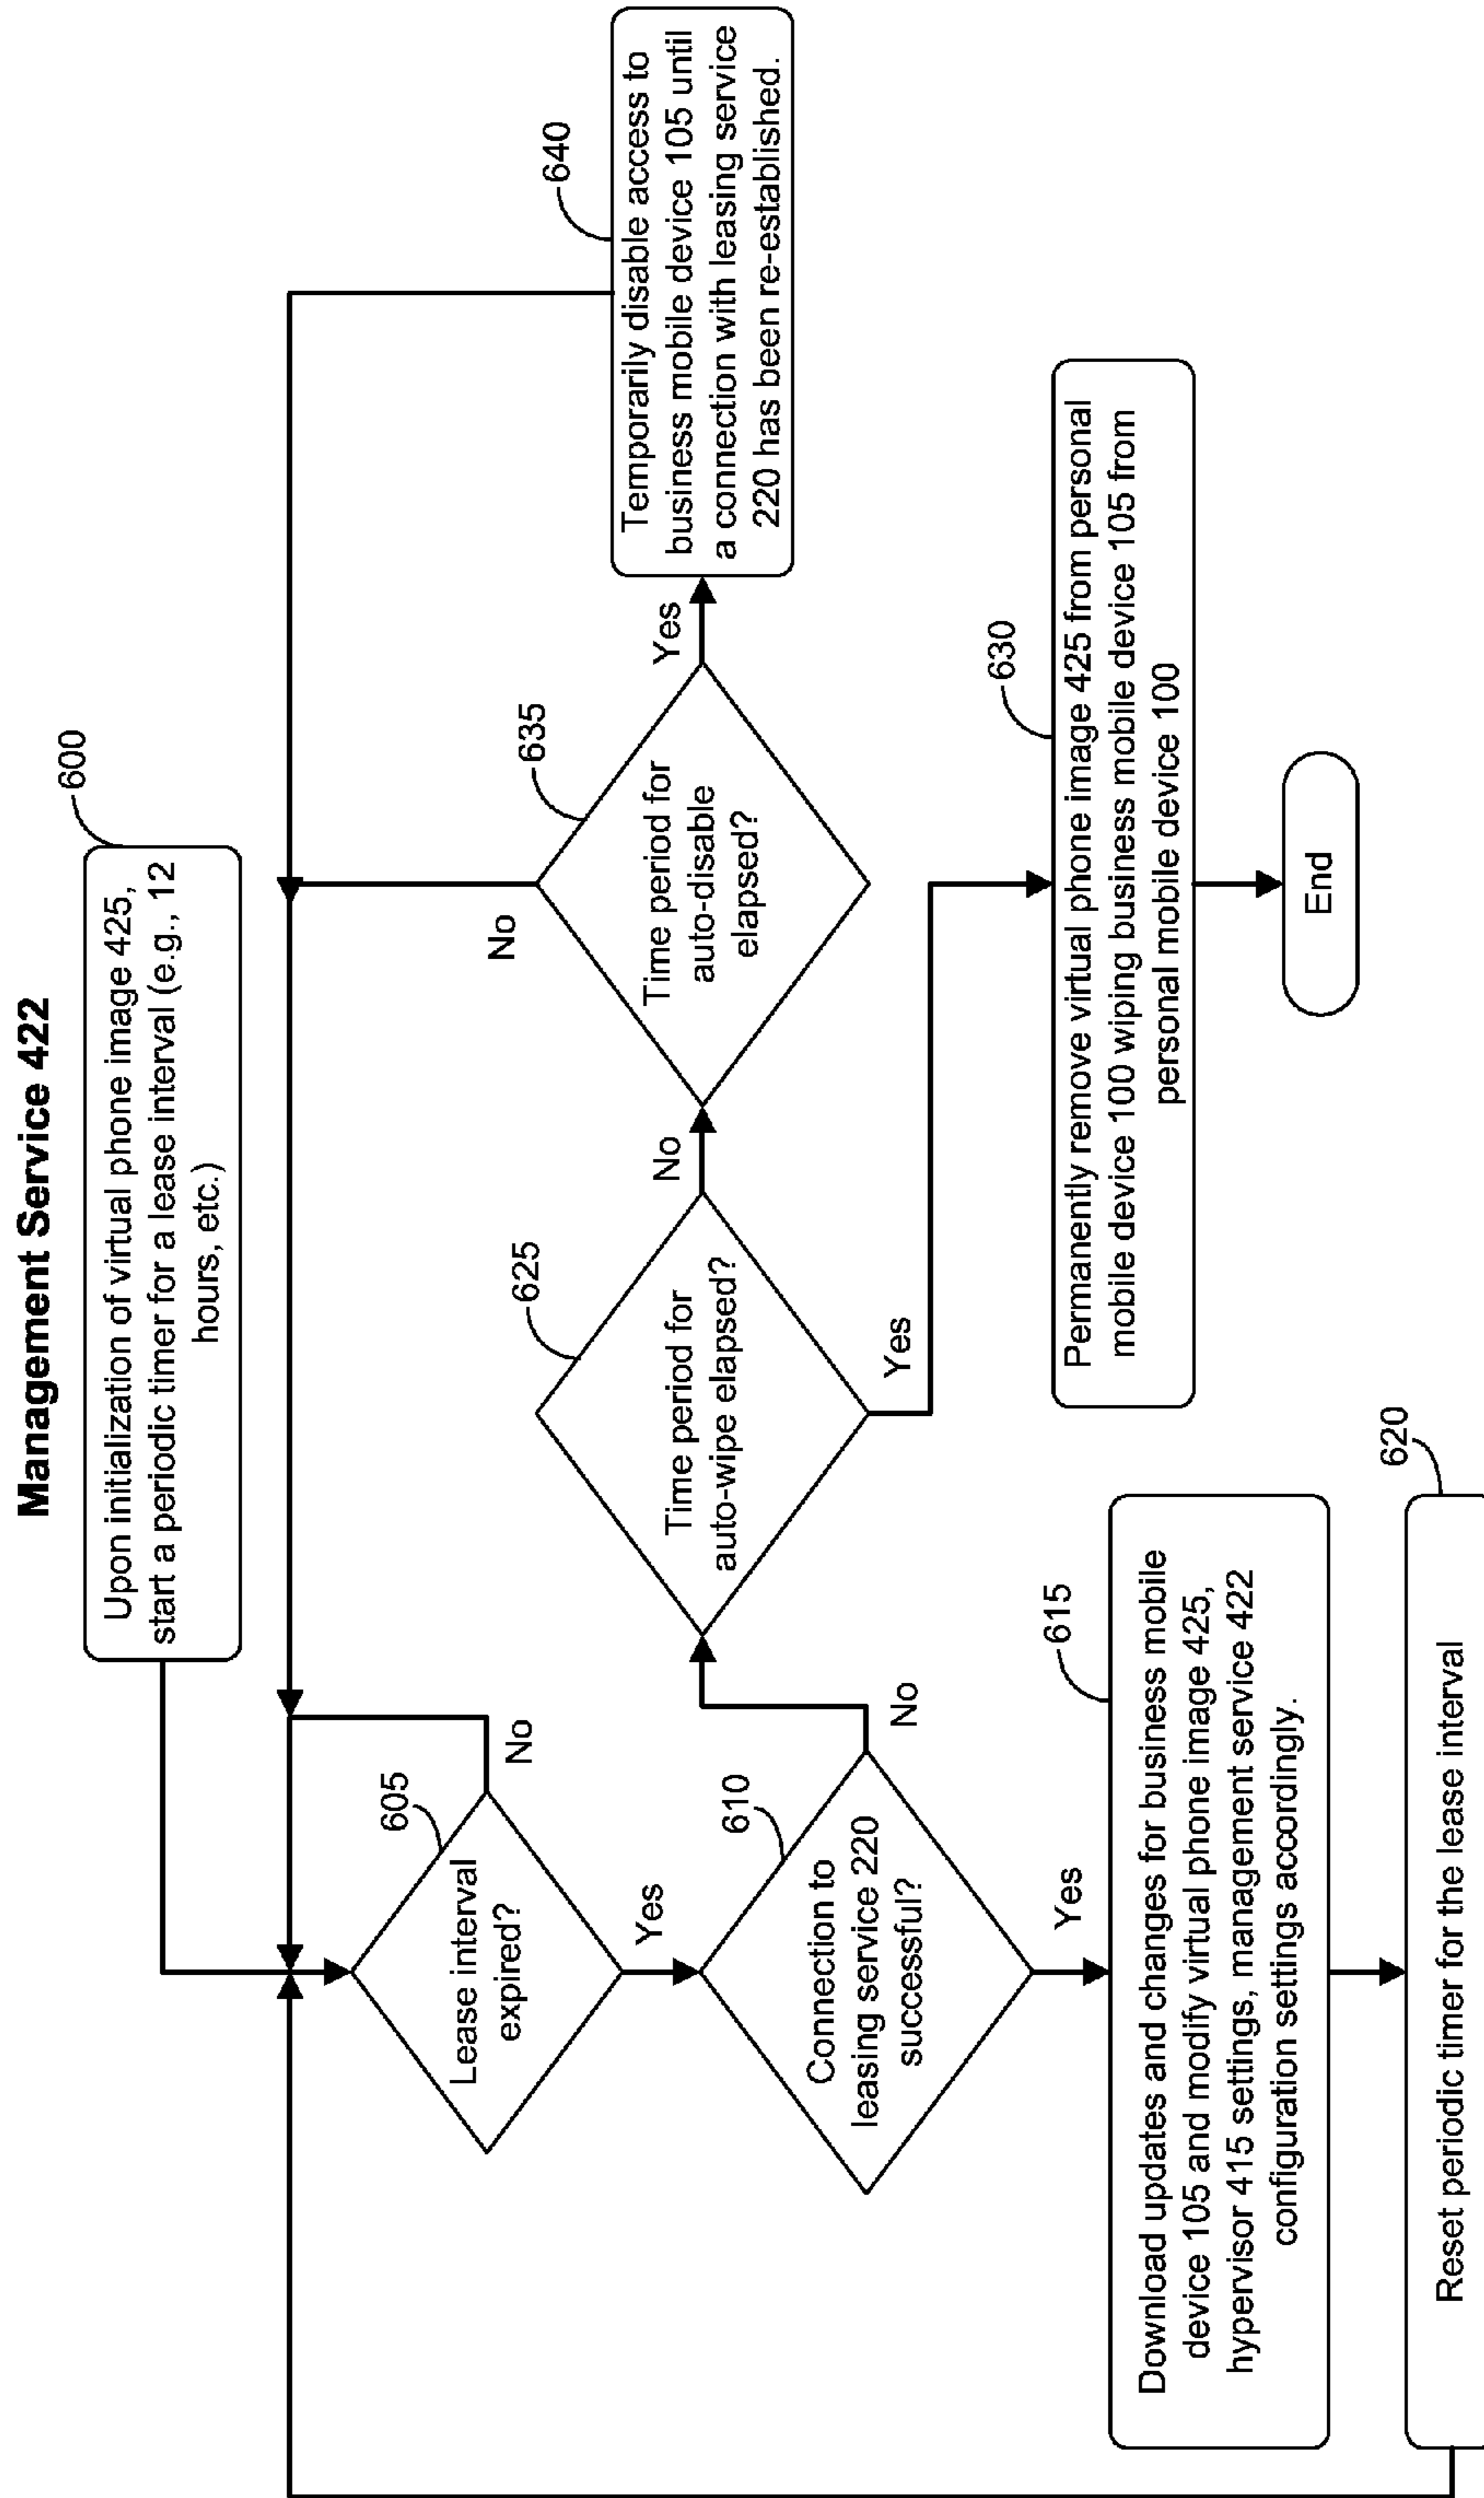 Management Service 422
600
Upon initialization of virtual phone image 425,
start a periodic timer for a lease interval (e.g., 12
hours, etc.)
605
Lease interval
expired?
No
Yes
610
Connection to
leasing service 220
successful?
No
Yes
615
Download updates and changes for business mobile
device 105 and modify virtual phone image 425,
hypervisor 415 settings, management service 422
configuration settings accordingly.
620
Reset periodic timer for the lease interval
625
Time period for
auto-wipe elapsed?
No
Yes
630
Permanently remove virtual phone image 425 from personal
mobile device 100 wiping business mobile device 105 from
personal mobile device 100
End
635
Time period for
auto-disable
elapsed?
No
Yes
640
Temporarily disable access to
business mobile device 105 until
a connection with leasing service
220 has been re-established.